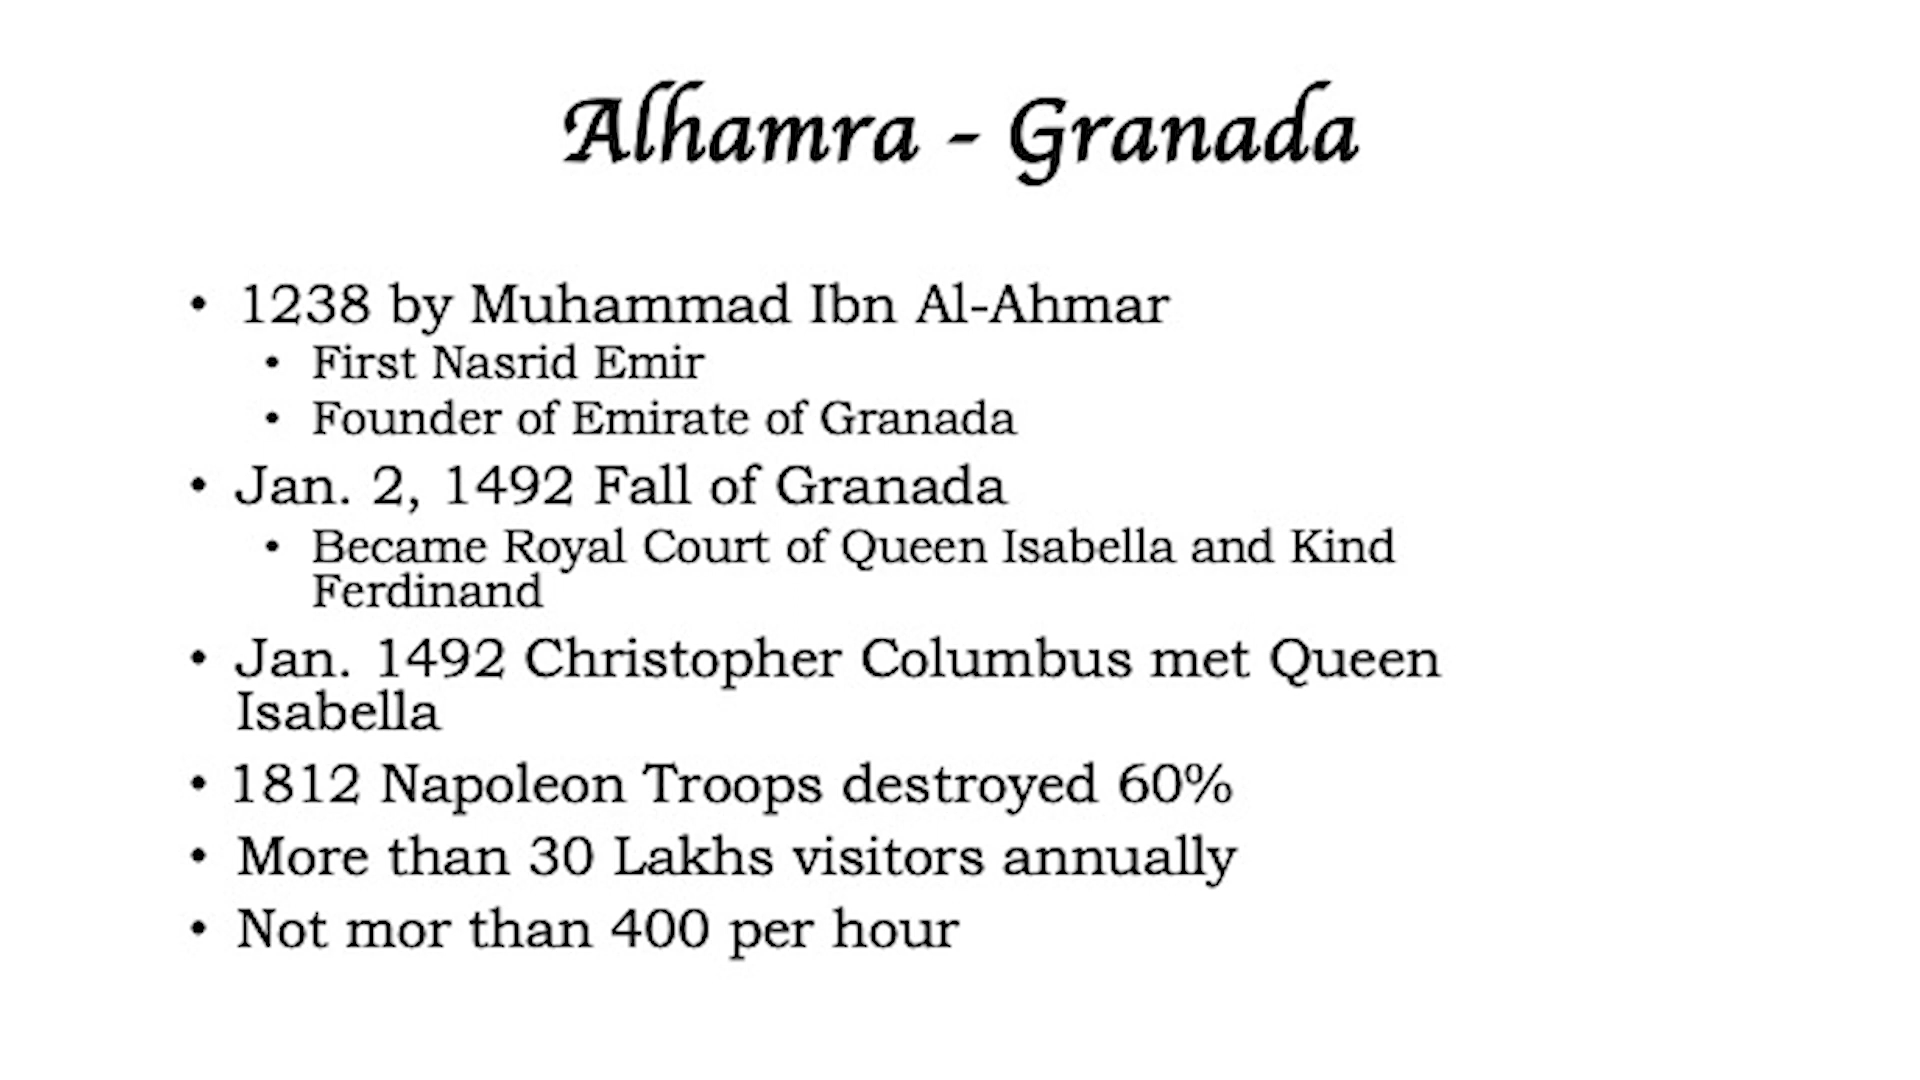 Alhamra - Granada
• 1238 by Muhammad Ibn Al-Ahmar
• First Nasrid Emir
• Founder of Emirate of Granada
• Jan. 2, 1492 Fall of Granada
• Became Royal Court of Queen Isabella and Kind
Ferdinand
• Jan. 1492 Christopher Columbus met Queen
Isabella
• 1812 Napoleon Troops destroyed 60%
• More than 30 Lakhs visitors annually
• Not mor than 400 per hour